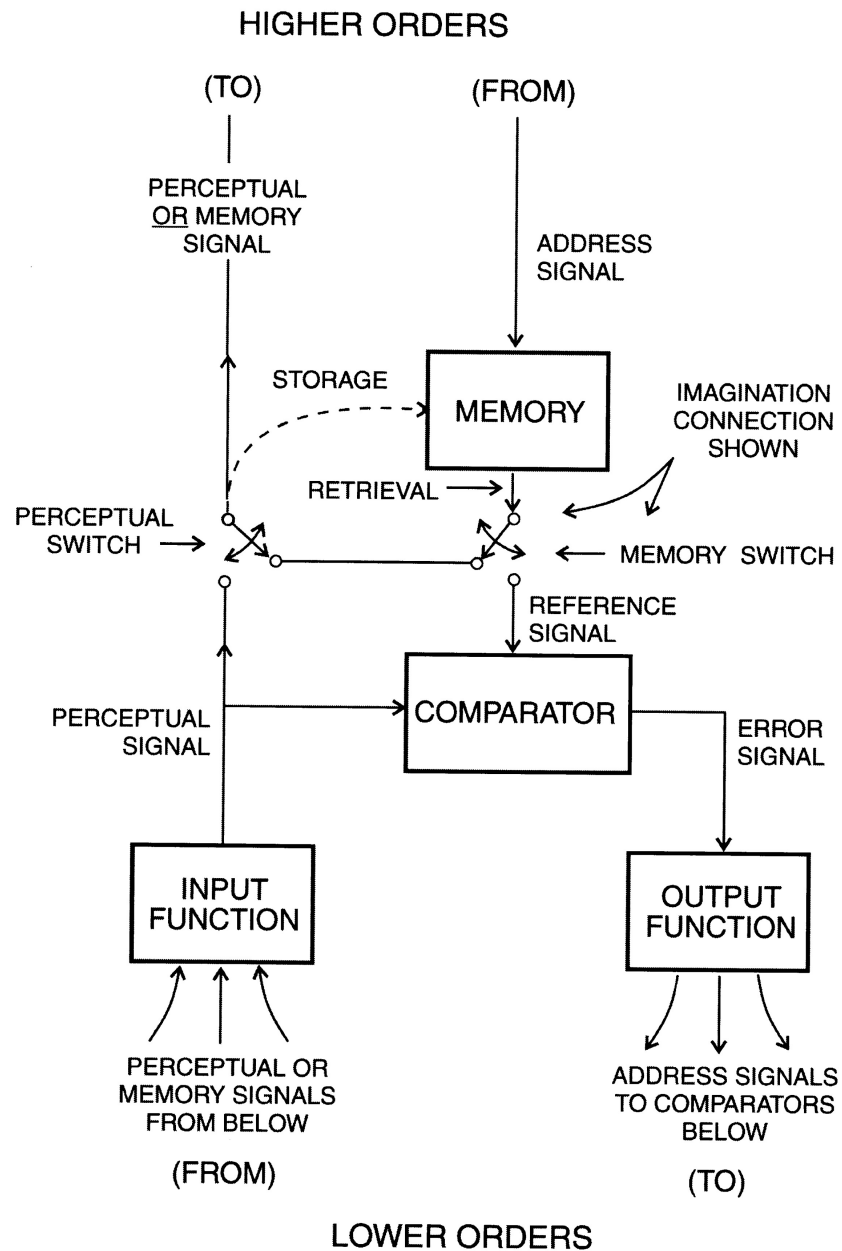 HIGHER ORDERS
(TO)
(FROM)
PERCEPTUAL
OR MEMORY
SIGNAL
ADDRESS
SIGNAL
STORAGE
MEMORY
IMAGINATION
CONNECTION
SHOWN
RETRIEVAL
PERCEPTUAL
SWITCH
MEMORY SWITCH
REFERENCE
SIGNAL
PERCEPTUAL
SIGNAL
COMPARATOR
ERROR
SIGNAL
INPUT
FUNCTION
OUTPUT
FUNCTION
PERCEPTUAL OR
MEMORY SIGNALS
FROM BELOW
(FROM)
ADDRESS SIGNALS
TO COMPARATORS
BELOW
(TO)
LOWER ORDERS